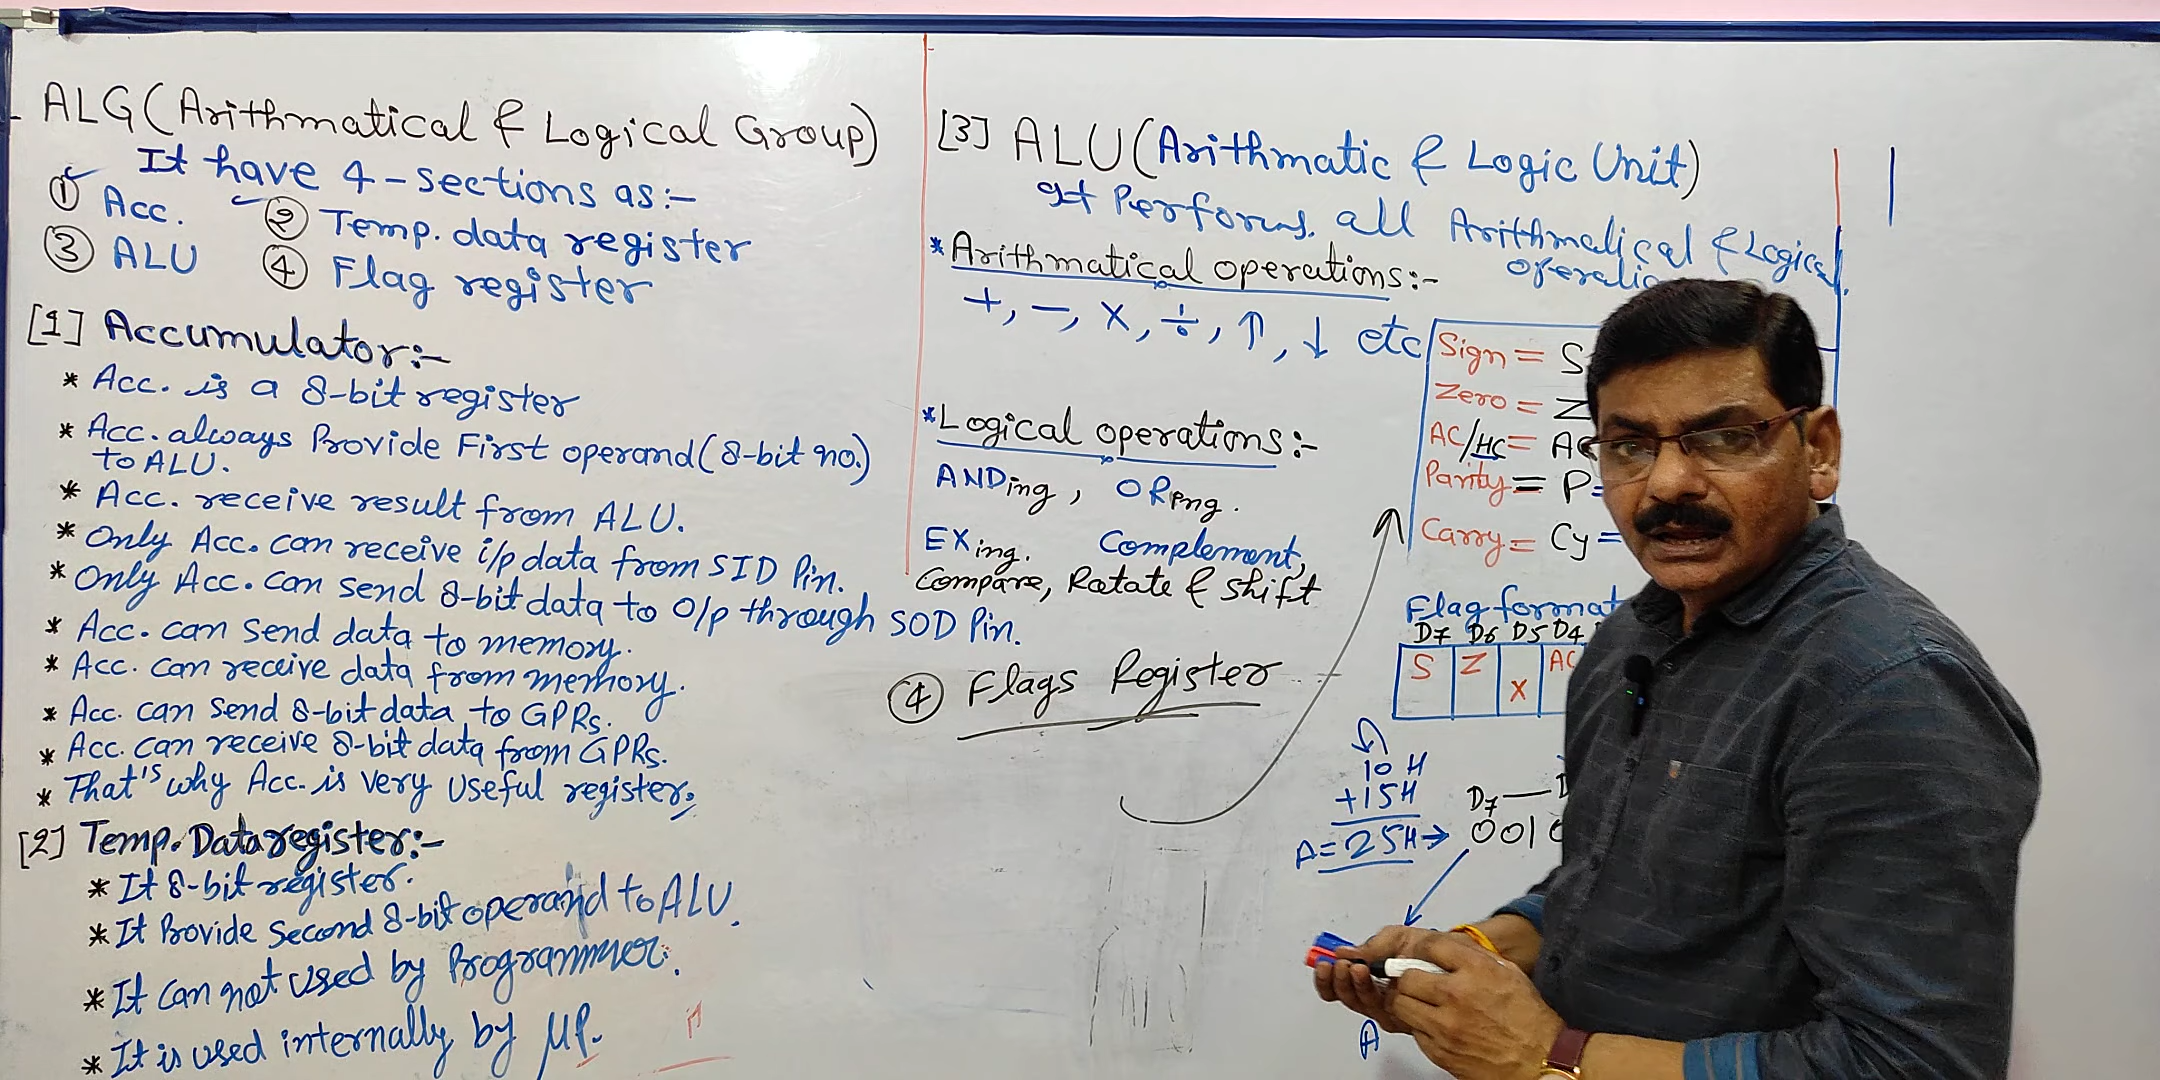 ALG (Arithmatical & Logical Group)
It have 4-sections as:-
① Acc. ② Temp. data register
③ ALU ④ Flag register
[1] Accumulator:-
* Acc. is a 8-bit register
* Acc. always Provide First operand (8-bit no.)
to ALU.
* Acc. receive result from ALU.
* Only Acc. can receive i/p data from SID Pin.
* Only Acc. can send 8-bit data to O/p through SOD Pin.
* Acc. can send data to memory.
* Acc. can receive data from memory.
* Acc. can send 8-bit data to GPRs.
* Acc. can receive 8-bit data from GPRs.
* That's why Acc. is very useful register.
[2] Temp. Data register:-
* It 8-bit register.
* It Provide Second 8-bit operand to ALU.
* It can not used by Programmer.
* It is used internally by μP.
[3] ALU (Arithmatic & Logic Unit)
It Performs all Arithmatical & Logical
* Arithmatical operations:-
+, -, ×, ÷, ↑, ↓ etc
* Logical operations:-
ANDing, ORing.
EXing. Complement,
Compare, Rotate & Shift
④ Flags Register
Sign = S
Zero = Z
AC/HC = AC
Parity = P =
Carry = Cy =
Flag format
D7 D6 D5 D4
S Z X AC
10 H
+15H
A = 25H → 001
D7 — D
A